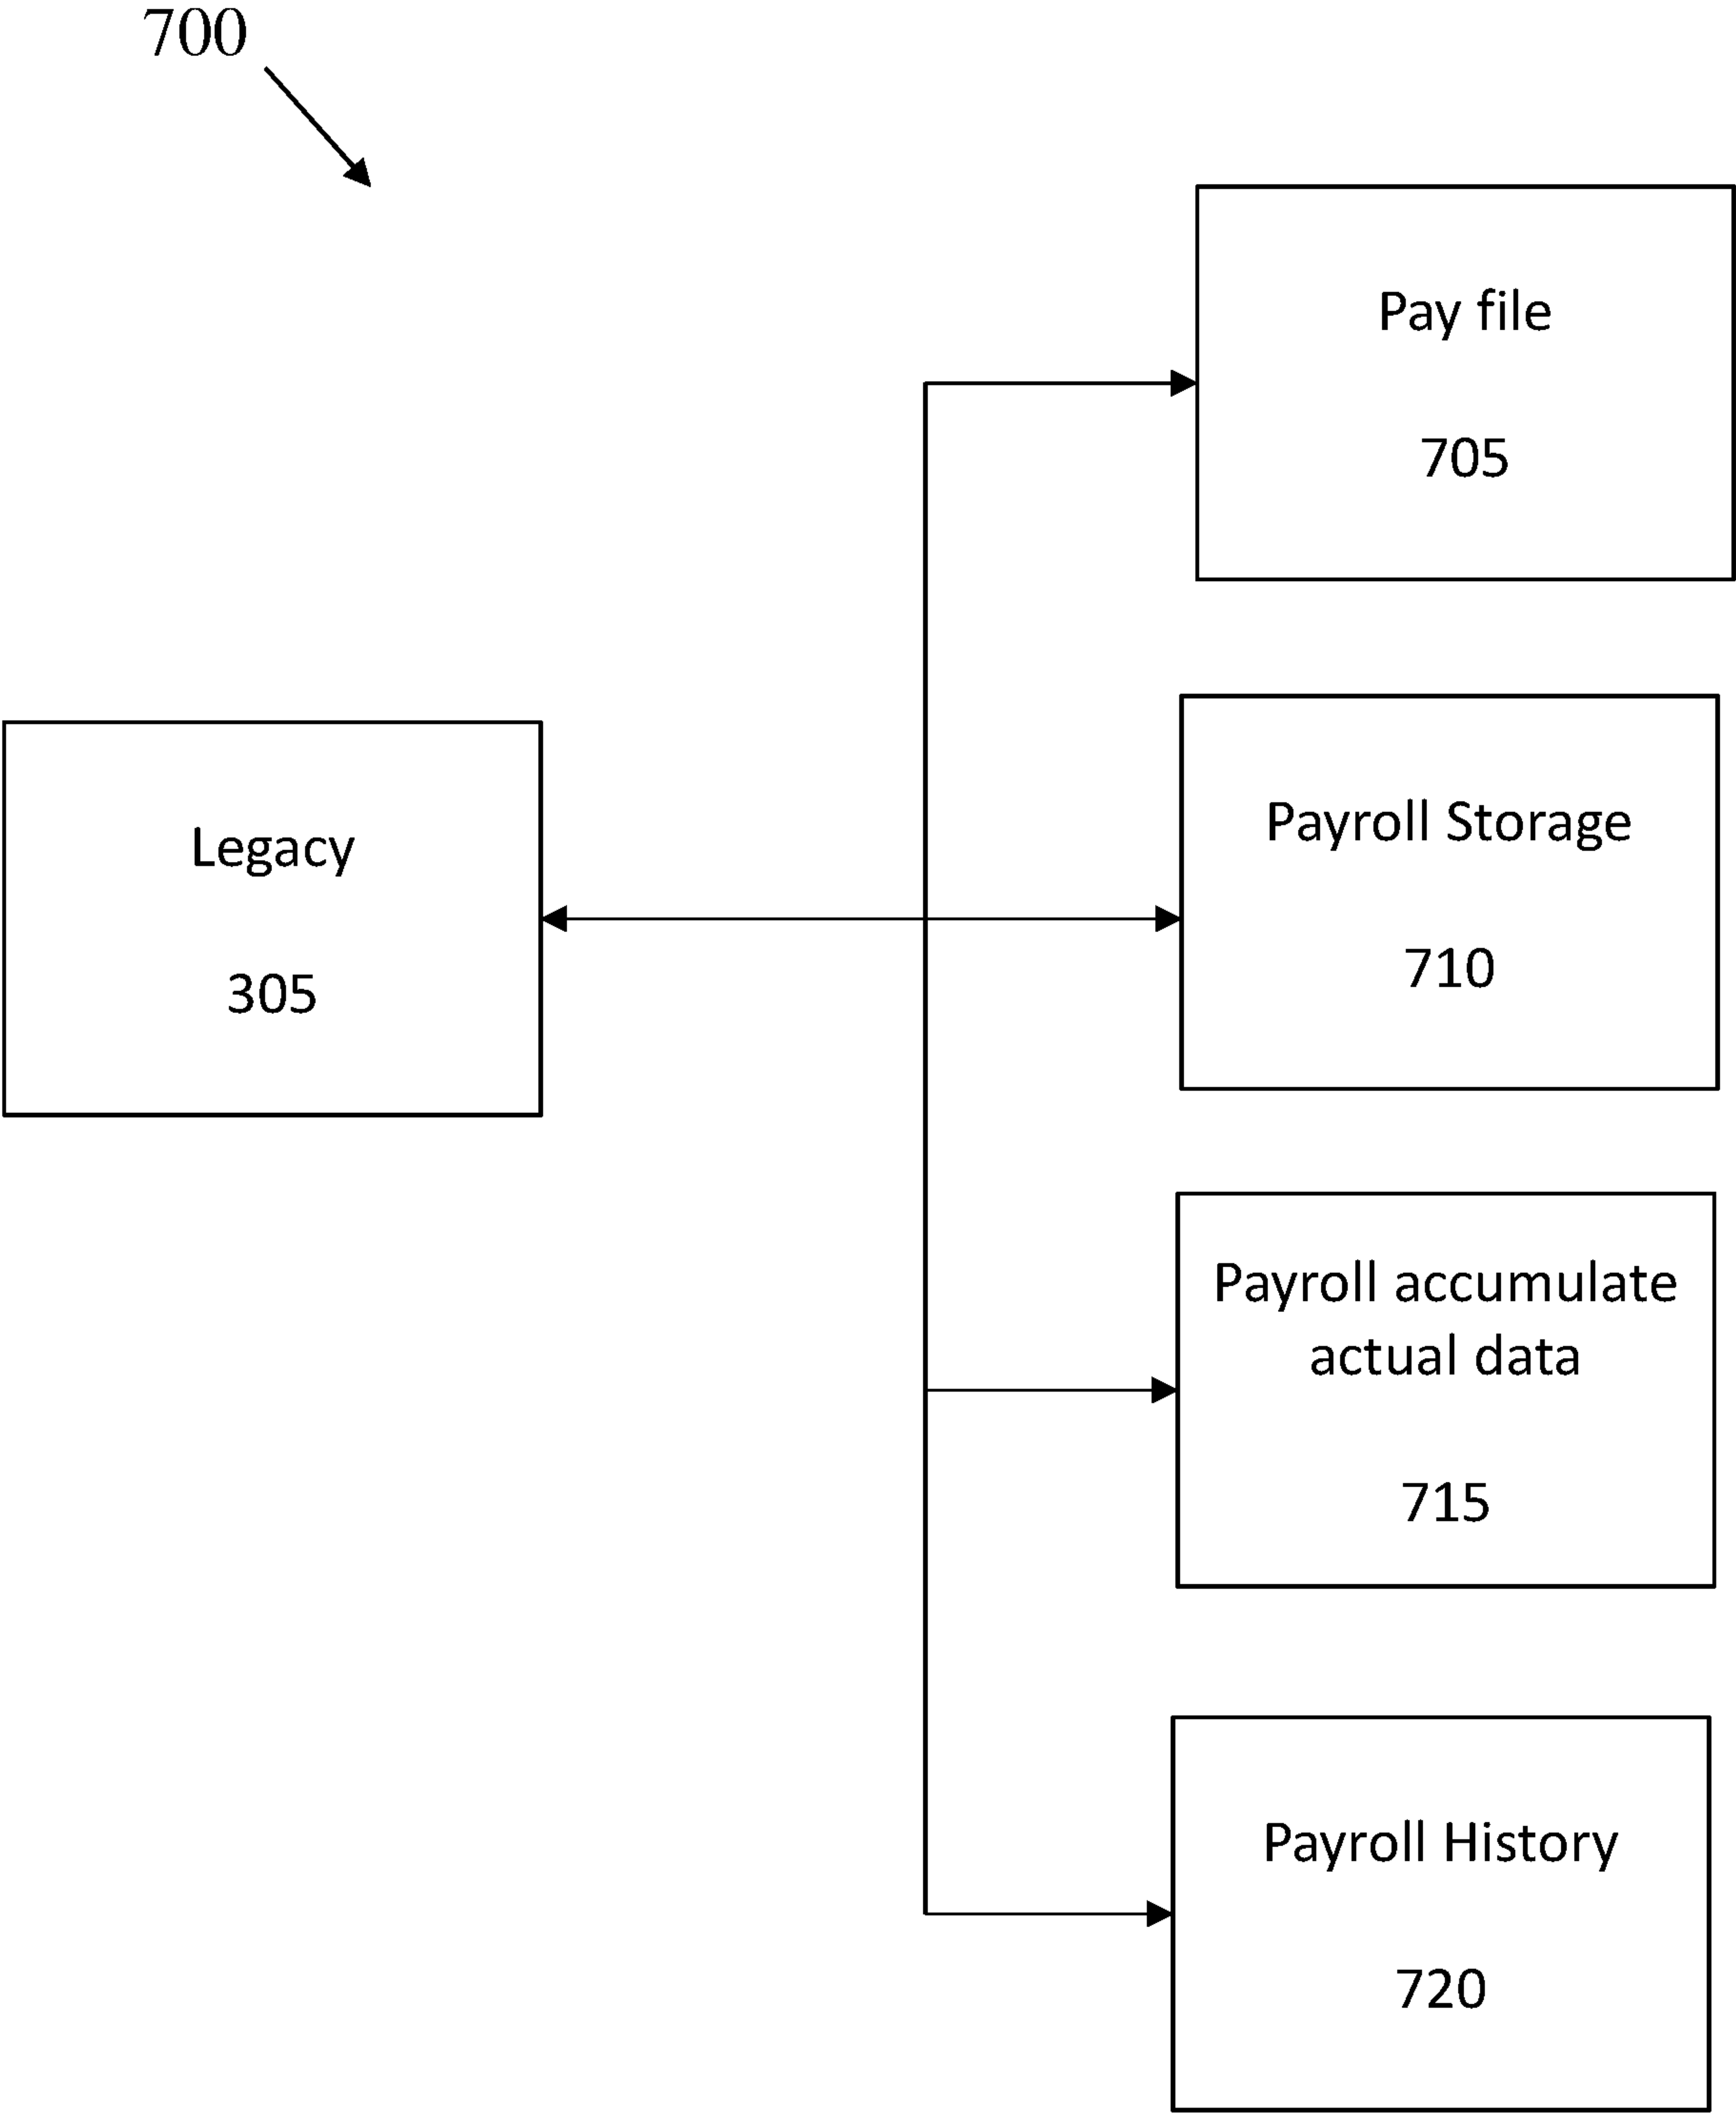 700
Pay file
705
Legacy
305
Payroll Storage
710
Payroll accumulate
actual data
715
Payroll History
720